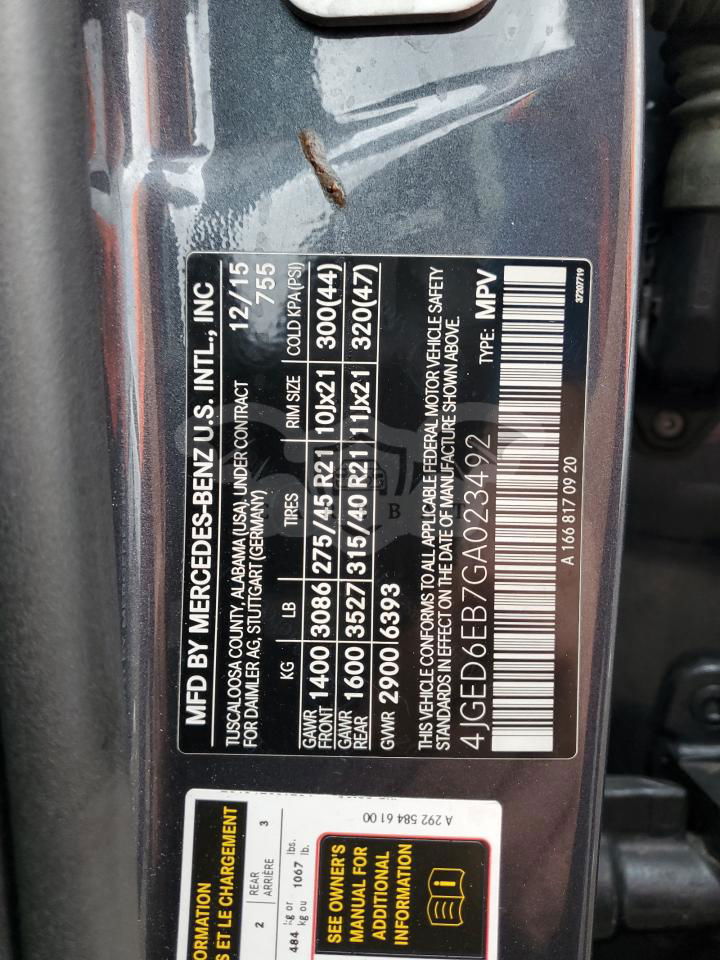 MFD BY MERCEDES-BENZ U.S. INTL., INC
TUSCALOOSA COUNTY, ALABAMA (USA), UNDER CONTRACT 12/15
FOR DAIMLER AG, STUTTGART (GERMANY) 755
KG LB TIRES RIM SIZE COLD KPA (PSI)
GAWR FRONT 1400 3086 275/45 R21 10Jx21 300(44)
GAWR REAR 1600 3527 315/40 R21 11Jx21 320(47)
GVWR 2900 6393
THIS VEHICLE CONFORMS TO ALL APPLICABLE FEDERAL MOTOR VEHICLE SAFETY
STANDARDS IN EFFECT ON THE DATE OF MANUFACTURE SHOWN ABOVE.
4JGED6EB7GA023492 TYPE: MPV
A 166 817 09 20
37207719
ORMATION
S ET LE CHARGEMENT
2 REAR ARRIÈRE 3
484 kg or kg ou 1067 lbs. lb.
SEE OWNER'S
MANUAL FOR
ADDITIONAL
INFORMATION
A 292 584 61 00